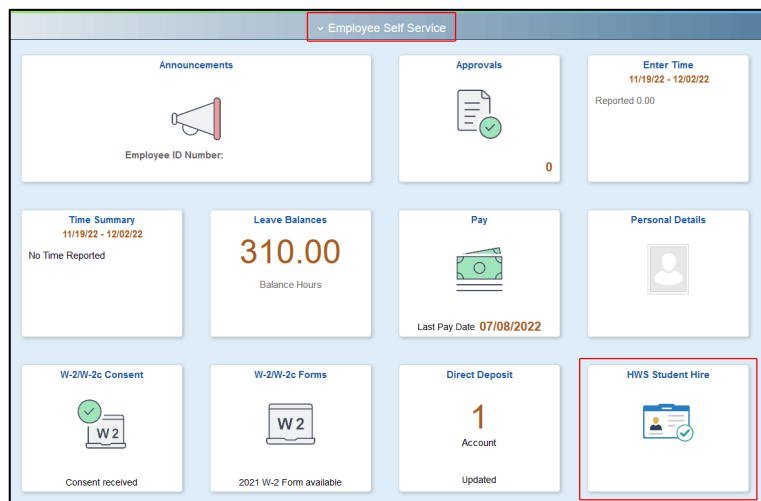 Employee Self Service
Announcements
Employee ID Number:
Approvals
0
Enter Time
11/19/22 - 12/02/22
Reported 0.00
Time Summary
11/19/22 - 12/02/22
No Time Reported
Leave Balances
310.00
Balance Hours
Pay
Last Pay Date 07/08/2022
Personal Details
W-2/W-2c Consent
W 2
Consent received
W-2/W-2c Forms
W 2
2021 W-2 Form available
Direct Deposit
1
Account
Updated
HWS Student Hire